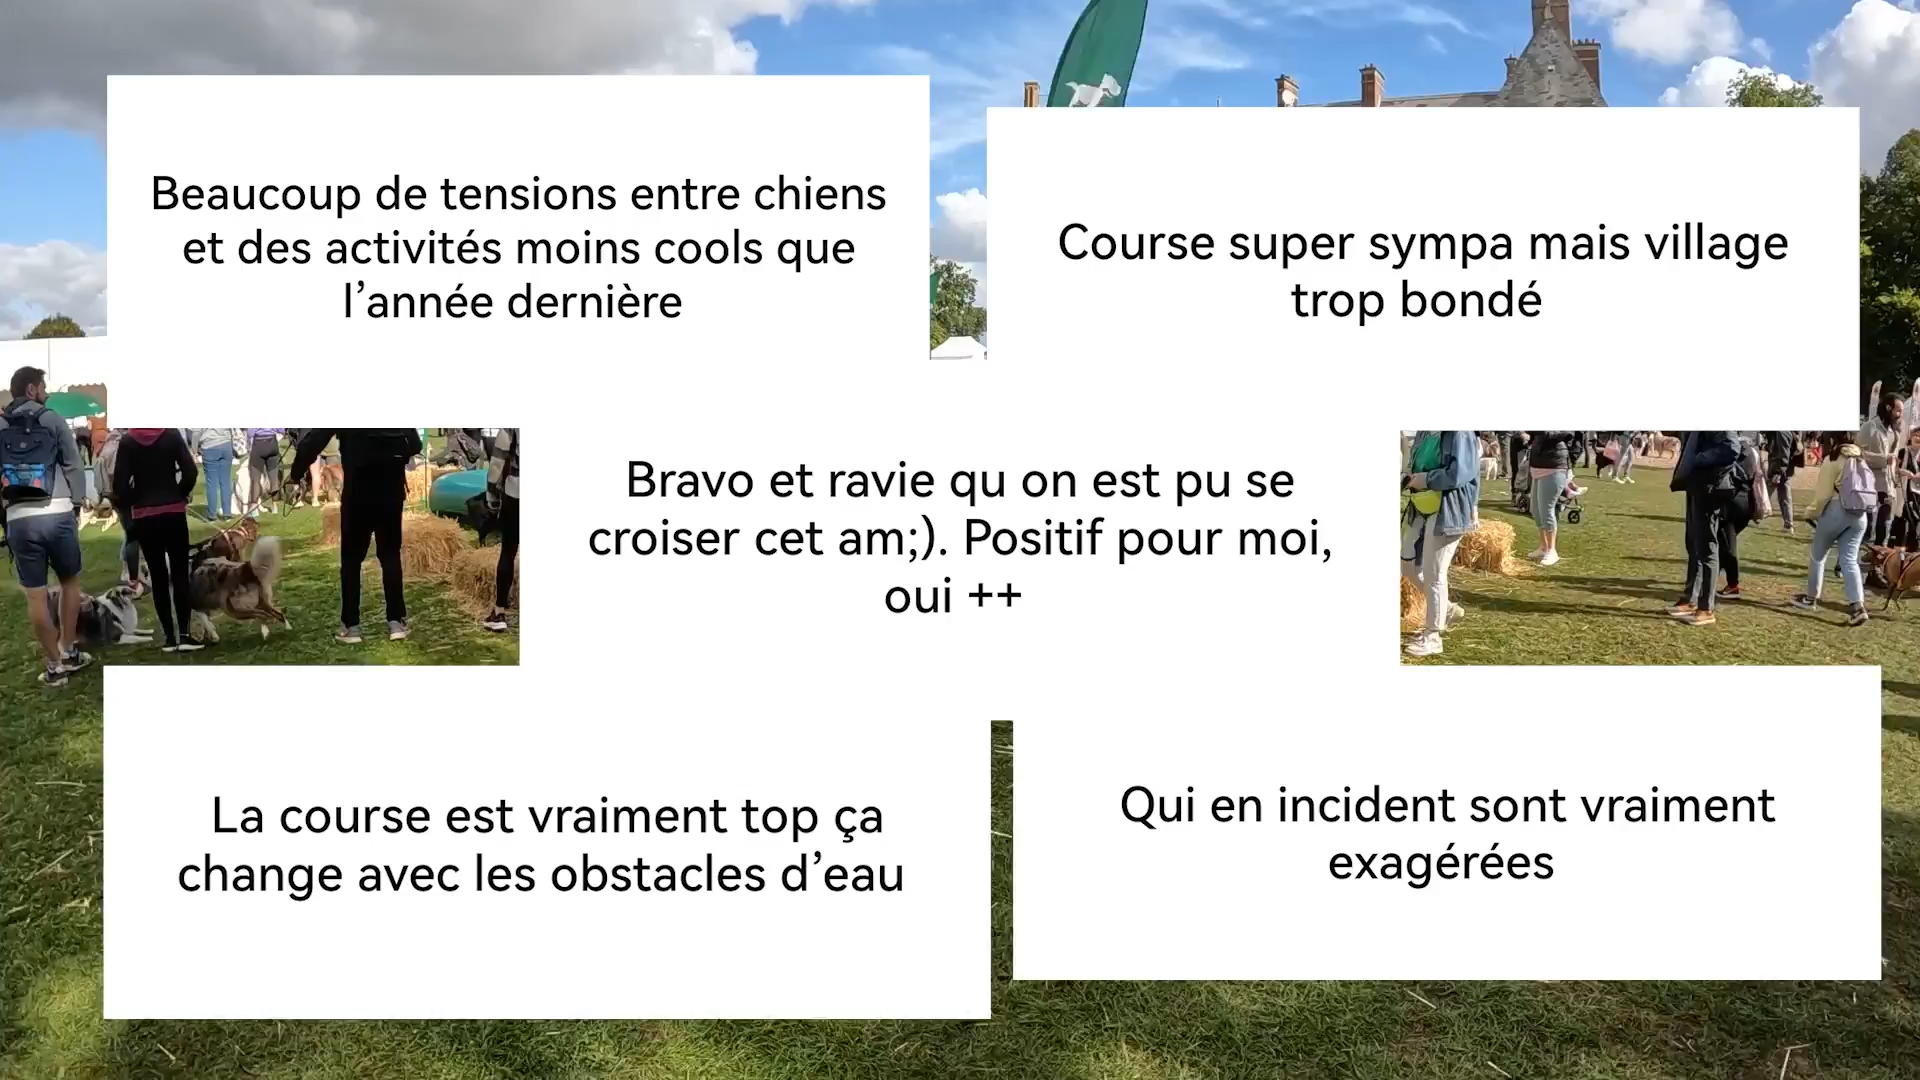 Beaucoup de tensions entre chiens
et des activités moins cools que
l’année dernière
Course super sympa mais village
trop bondé
Bravo et ravie qu on est pu se
croiser cet am;). Positif pour moi,
oui ++
La course est vraiment top ça
change avec les obstacles d’eau
Qui en incident sont vraiment
exagérées